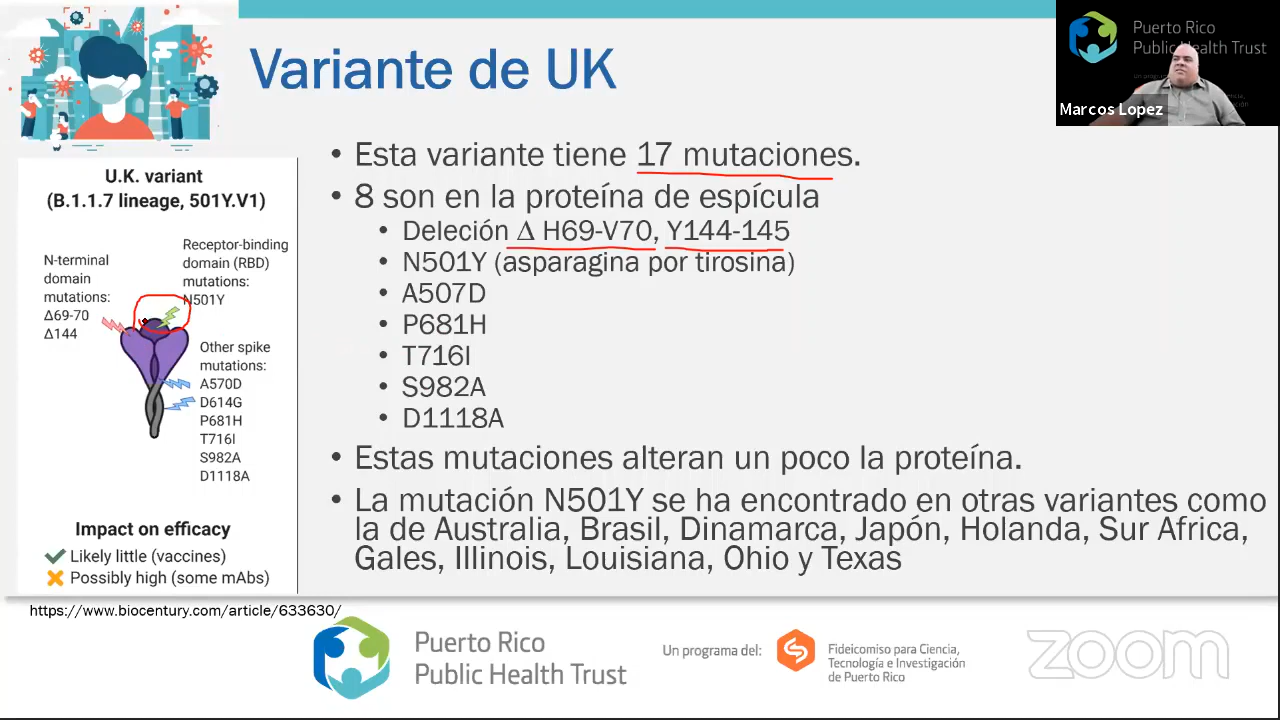 Variante de UK
Puerto Rico
Public Health Trust
Marcos Lopez
U.K. variant
(B.1.1.7 lineage, 501Y.V1)
N-terminal
domain
mutations:
Δ69-70
Δ144
Receptor-binding
domain (RBD)
mutations:
N501Y
Other spike
mutations:
A570D
D614G
P681H
T716I
S982A
D1118A
Impact on efficacy
Likely little (vaccines)
Possibly high (some mAbs)
• Esta variante tiene 17 mutaciones.
• 8 son en la proteína de espícula
• Deleción Δ H69-V70, Y144-145
• N501Y (asparagina por tirosina)
• A507D
• P681H
• T716I
• S982A
• D1118A
• Estas mutaciones alteran un poco la proteína.
• La mutación N501Y se ha encontrado en otras variantes como
la de Australia, Brasil, Dinamarca, Japón, Holanda, Sur Africa,
Gales, Illinois, Louisiana, Ohio y Texas
https://www.biocentury.com/article/633630/
Puerto Rico
Public Health Trust
Un programa del:
Fideicomiso para Ciencia,
Tecnología e Investigación
de Puerto Rico
zoom